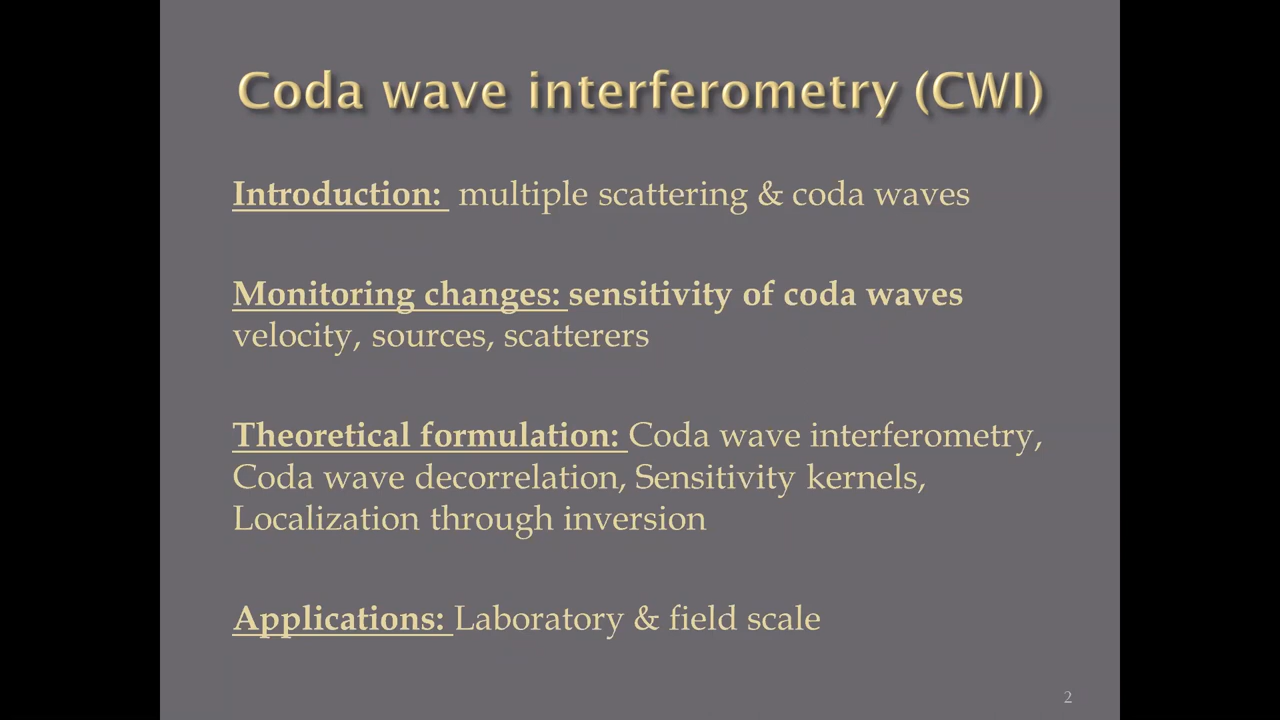 Coda wave interferometry (CWI)
Introduction: multiple scattering & coda waves
Monitoring changes: sensitivity of coda waves
velocity, sources, scatterers
Theoretical formulation: Coda wave interferometry,
Coda wave decorrelation, Sensitivity kernels,
Localization through inversion
Applications: Laboratory & field scale
2